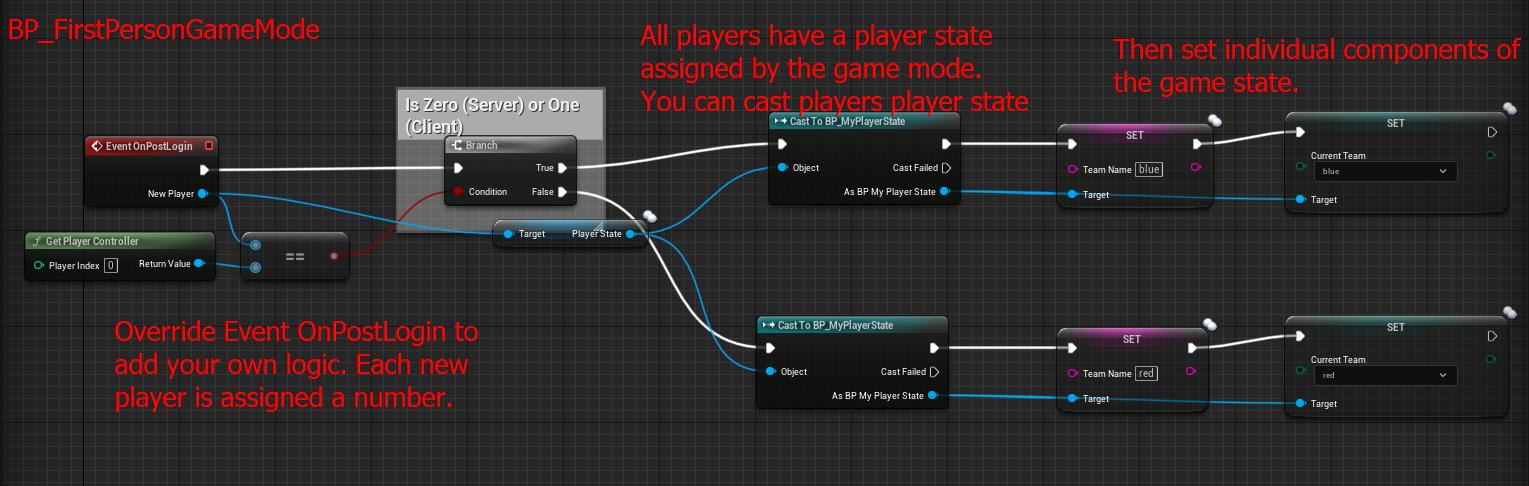 BP_FirstPersonGameMode
All players have a player state
assigned by the game mode.
You can cast players player state
Then set individual components of
the game state.
Is Zero (Server) or One
(Client)
Event OnPostLogin
New Player
Get Player Controller
Player Index 0
Return Value
==
Branch
True
Condition
False
Target
Player State
Cast To BP_MyPlayerState
Object
Cast Failed
As BP My Player State
SET
Team Name blue
Target
SET
Current Team
blue
Target
Override Event OnPostLogin to
add your own logic. Each new
player is assigned a number.
Cast To BP_MyPlayerState
Object
Cast Failed
As BP My Player State
SET
Team Name red
Target
SET
Current Team
red
Target